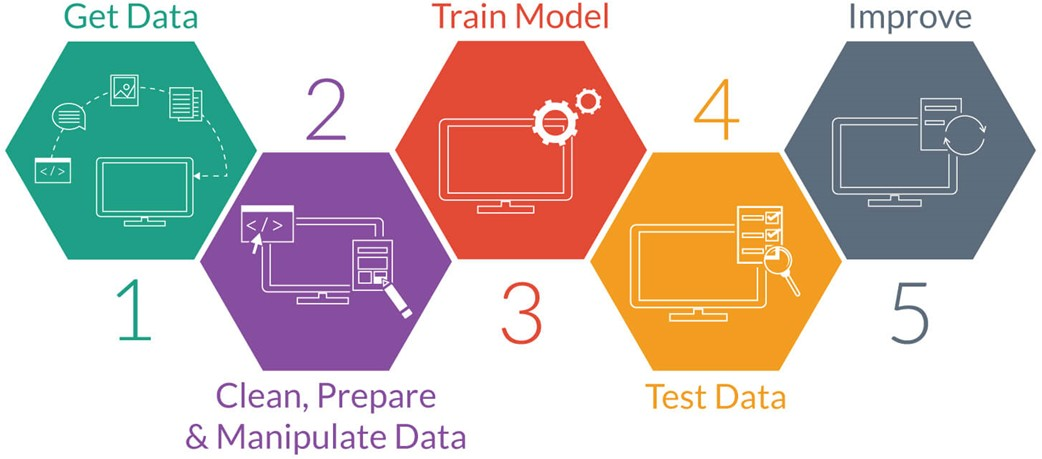 Get Data
1
2
Clean, Prepare
& Manipulate Data
Train Model
3
4
Test Data
Improve
5
</>
</>